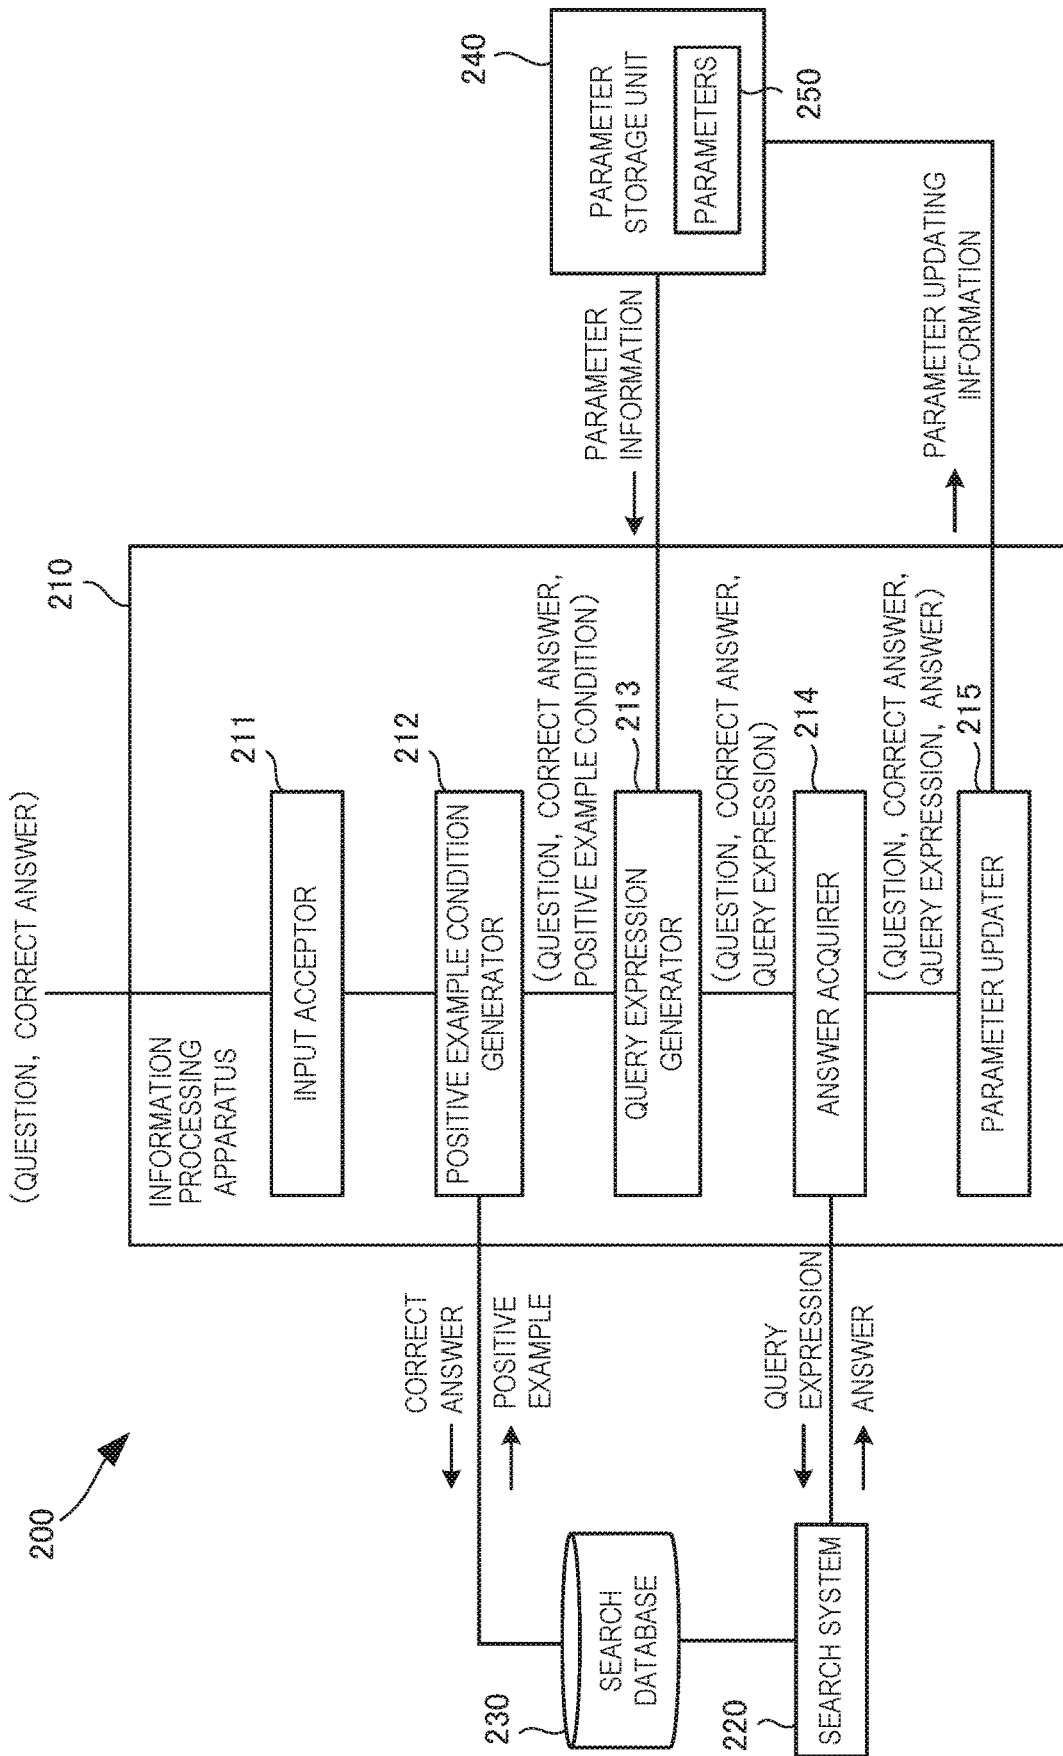 200
(QUESTION, CORRECT ANSWER)
210
INFORMATION
PROCESSING
APPARATUS
211
INPUT ACCEPTOR
CORRECT
ANSWER
POSITIVE
EXAMPLE
212
POSITIVE EXAMPLE CONDITION
GENERATOR
(QUESTION, CORRECT ANSWER,
POSITIVE EXAMPLE CONDITION)
230
SEARCH
DATABASE
213
QUERY EXPRESSION
GENERATOR
PARAMETER
INFORMATION
240
PARAMETER
STORAGE UNIT
PARAMETERS
250
(QUESTION, CORRECT ANSWER,
QUERY EXPRESSION)
QUERY
EXPRESSION
ANSWER
220
SEARCH SYSTEM
214
ANSWER ACQUIRER
(QUESTION, CORRECT ANSWER,
QUERY EXPRESSION, ANSWER)
215
PARAMETER UPDATER
PARAMETER UPDATING
INFORMATION